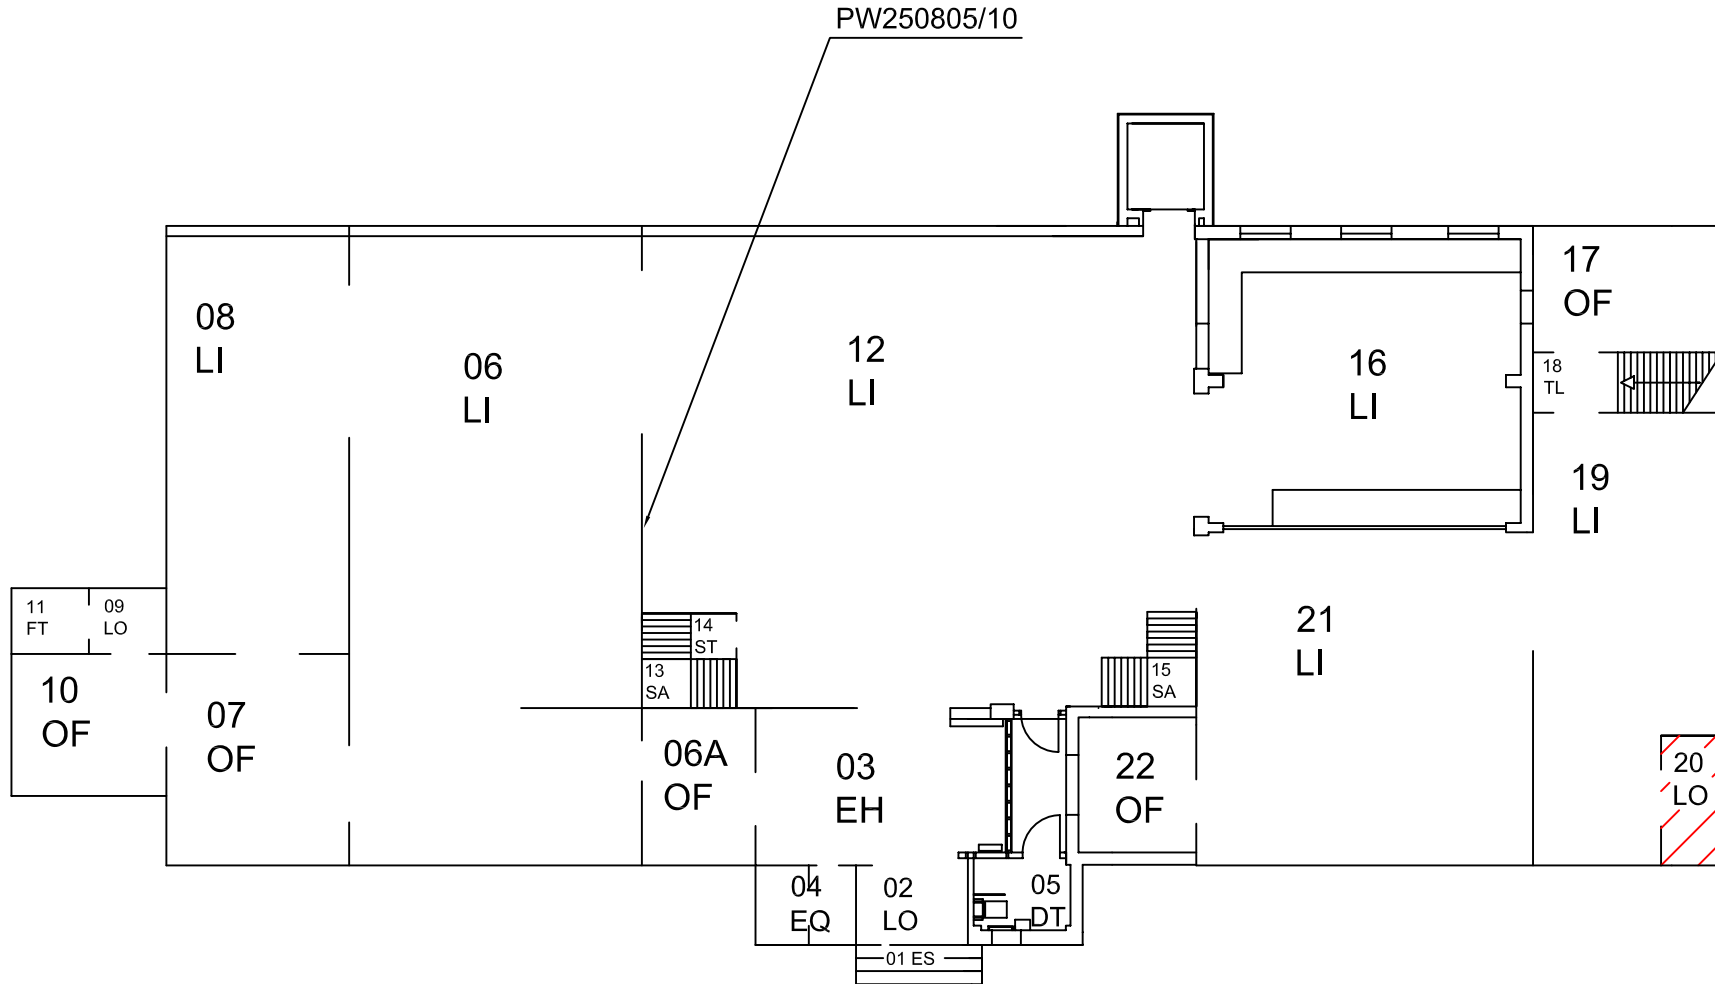 PW250805/10
08
LI
06
LI
12
LI
16
LI
17
OF
18
TL
19
LI
11
FT
09
LO
10
OF
07
OF
14
ST
13
SA
06A
OF
03
EH
15
SA
22
OF
21
LI
20
LO
04
EQ
02
LO
05
DT
01 ES